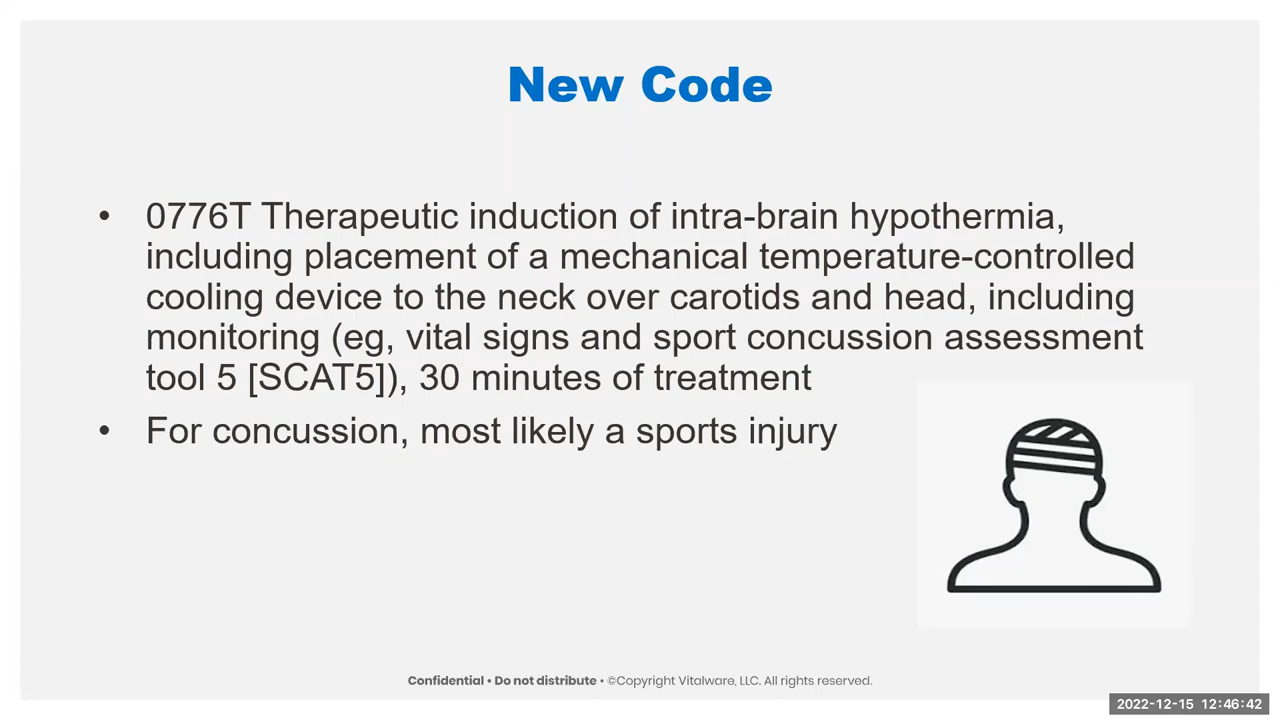 New Code
• 0776T Therapeutic induction of intra-brain hypothermia,
including placement of a mechanical temperature-controlled
cooling device to the neck over carotids and head, including
monitoring (eg, vital signs and sport concussion assessment
tool 5 [SCAT5]), 30 minutes of treatment
• For concussion, most likely a sports injury
Confidential • Do not distribute • ©Copyright Vitalware, LLC. All rights reserved.
2022-12-15 12:46:42